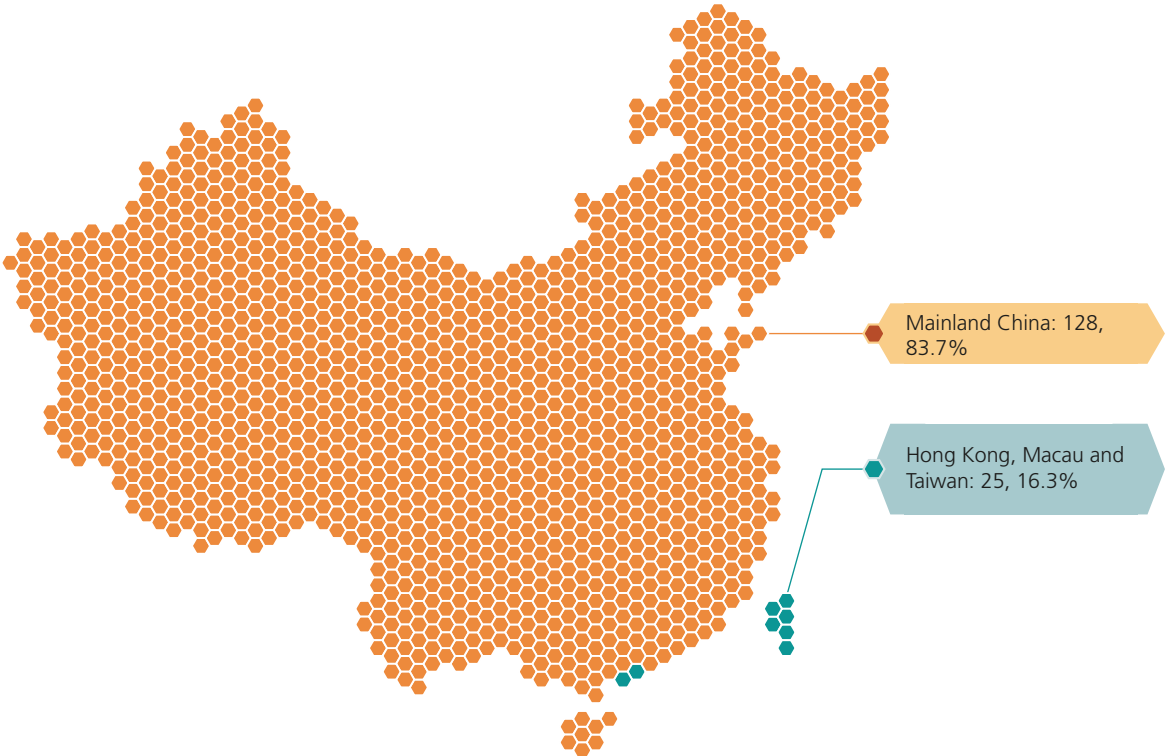 Mainland China: 128,
83.7%
Hong Kong, Macau and
Taiwan: 25, 16.3%